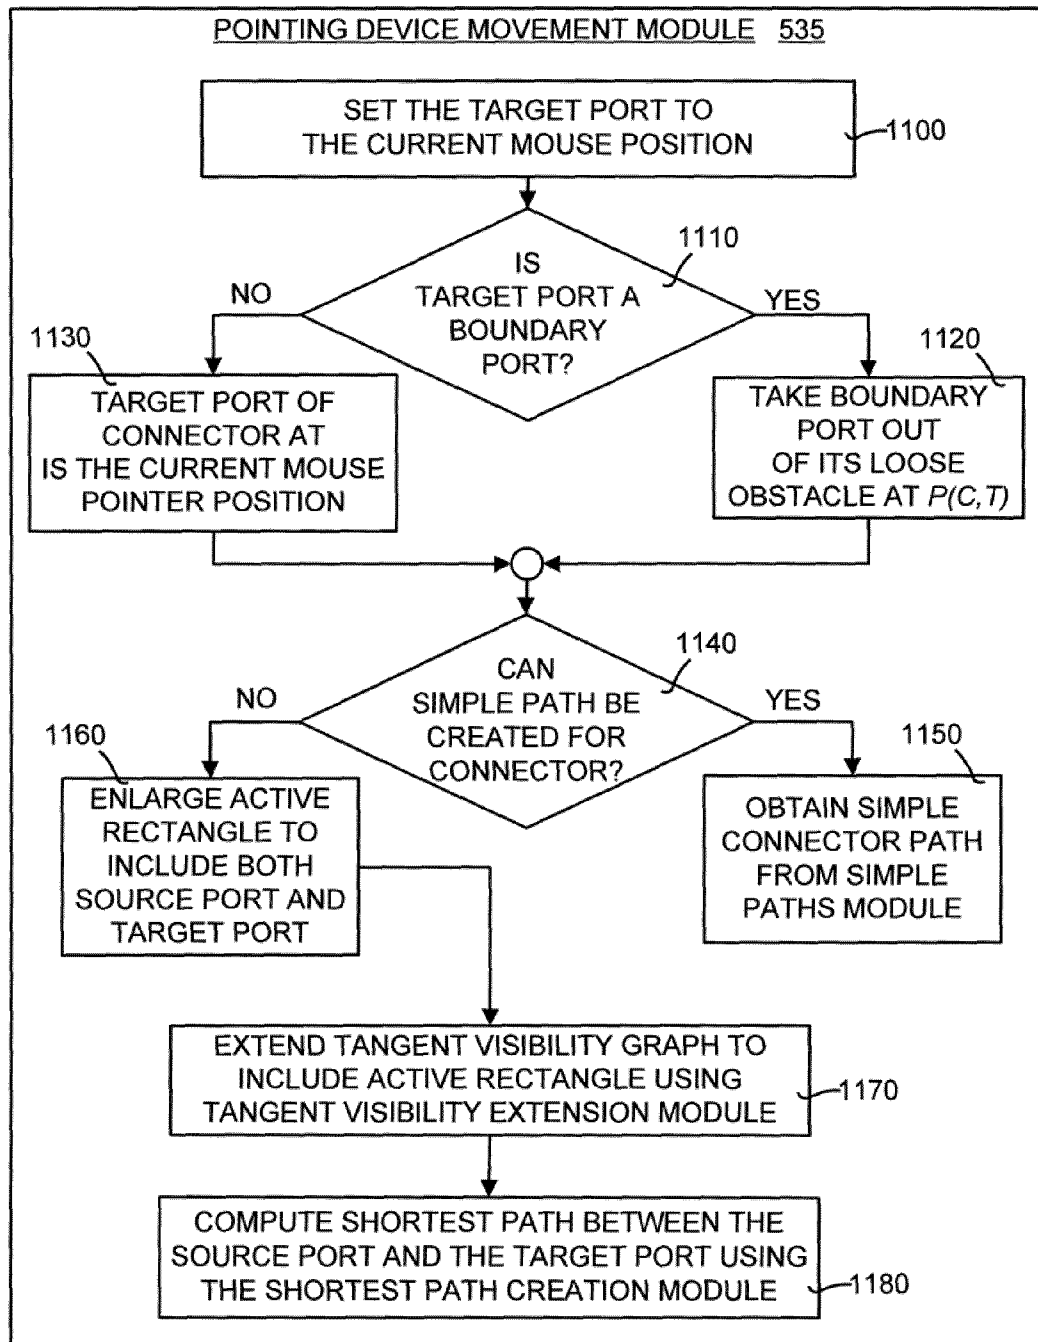 POINTING DEVICE MOVEMENT MODULE 535
SET THE TARGET PORT TO
THE CURRENT MOUSE POSITION
1100
1110
IS
TARGET PORT A
BOUNDARY
PORT?
NO
YES
1130
TARGET PORT OF
CONNECTOR AT
IS THE CURRENT MOUSE
POINTER POSITION
1120
TAKE BOUNDARY
PORT OUT
OF ITS LOOSE
OBSTACLE AT P(C,T)
1140
CAN
SIMPLE PATH BE
CREATED FOR
CONNECTOR?
NO
YES
1160
ENLARGE ACTIVE
RECTANGLE TO
INCLUDE BOTH
SOURCE PORT AND
TARGET PORT
1150
OBTAIN SIMPLE
CONNECTOR PATH
FROM SIMPLE
PATHS MODULE
EXTEND TANGENT VISIBILITY GRAPH TO
INCLUDE ACTIVE RECTANGLE USING
TANGENT VISIBILITY EXTENSION MODULE
1170
COMPUTE SHORTEST PATH BETWEEN THE
SOURCE PORT AND THE TARGET PORT USING
THE SHORTEST PATH CREATION MODULE
1180